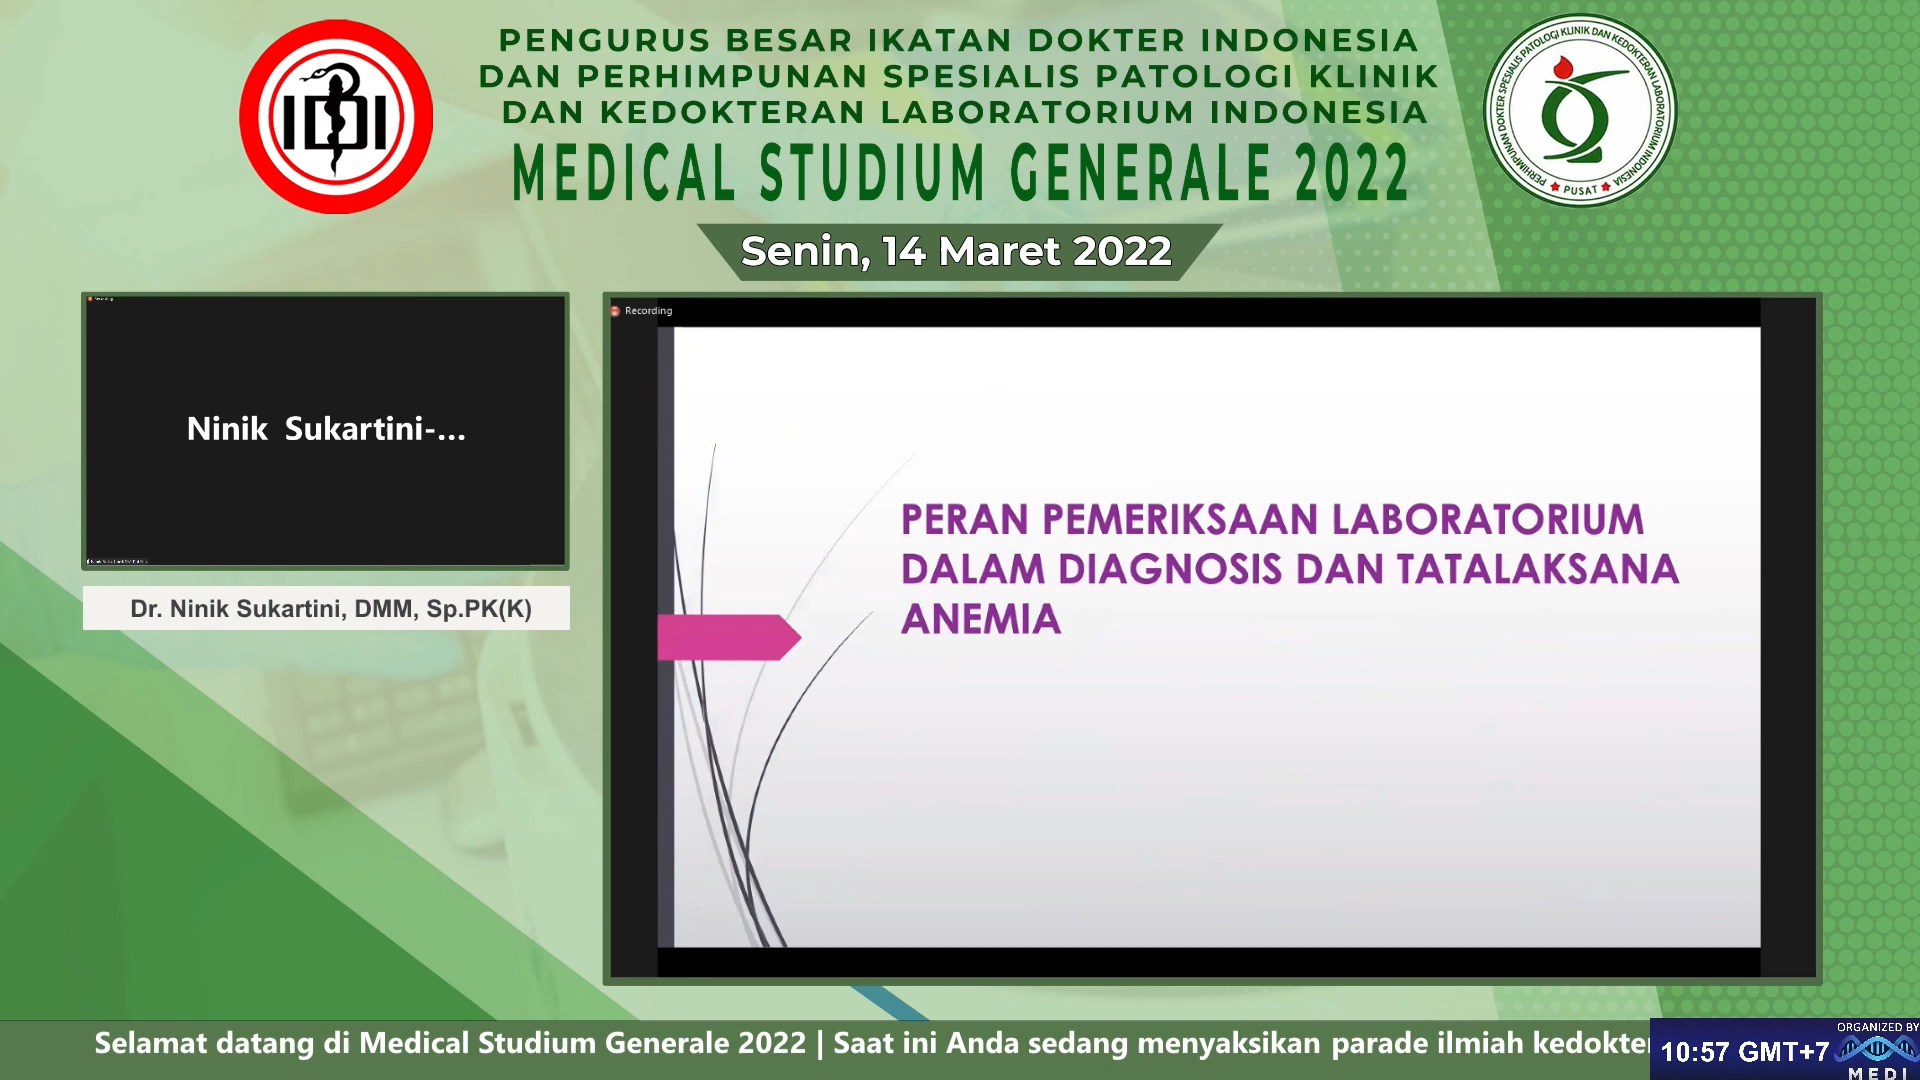 PENGURUS BESAR IKATAN DOKTER INDONESIA
DAN PERHIMPUNAN SPESIALIS PATOLOGI KLINIK
DAN KEDOKTERAN LABORATORIUM INDONESIA
MEDICAL STUDIUM GENERALE 2022
Senin, 14 Maret 2022
IDI
PERHIMPUNAN DOKTER SPESIALIS PATOLOGI KLINIK DAN KEDOKTERAN LABORATORIUM INDONESIA
PUSAT
Recording
Ninik Sukartini-...
Dr. Ninik Sukartini, DMM, Sp.PK(K)
Recording
PERAN PEMERIKSAAN LABORATORIUM
DALAM DIAGNOSIS DAN TATALAKSANA
ANEMIA
Selamat datang di Medical Studium Generale 2022 | Saat ini Anda sedang menyaksikan parade ilmiah kedokte
10:57 GMT+7
ORGANIZED BY
MEDI